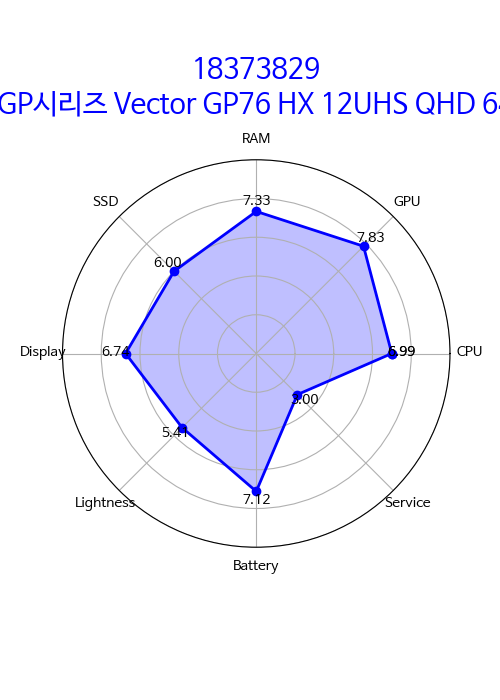 18373829
GP시리즈 Vector GP76 HX 12UHS QHD 64
RAM
7.33
SSD
GPU
7.83
6.00
Display
6.74
6.99
CPU
5.41
3.00
Lightness
7.12
Service
Battery